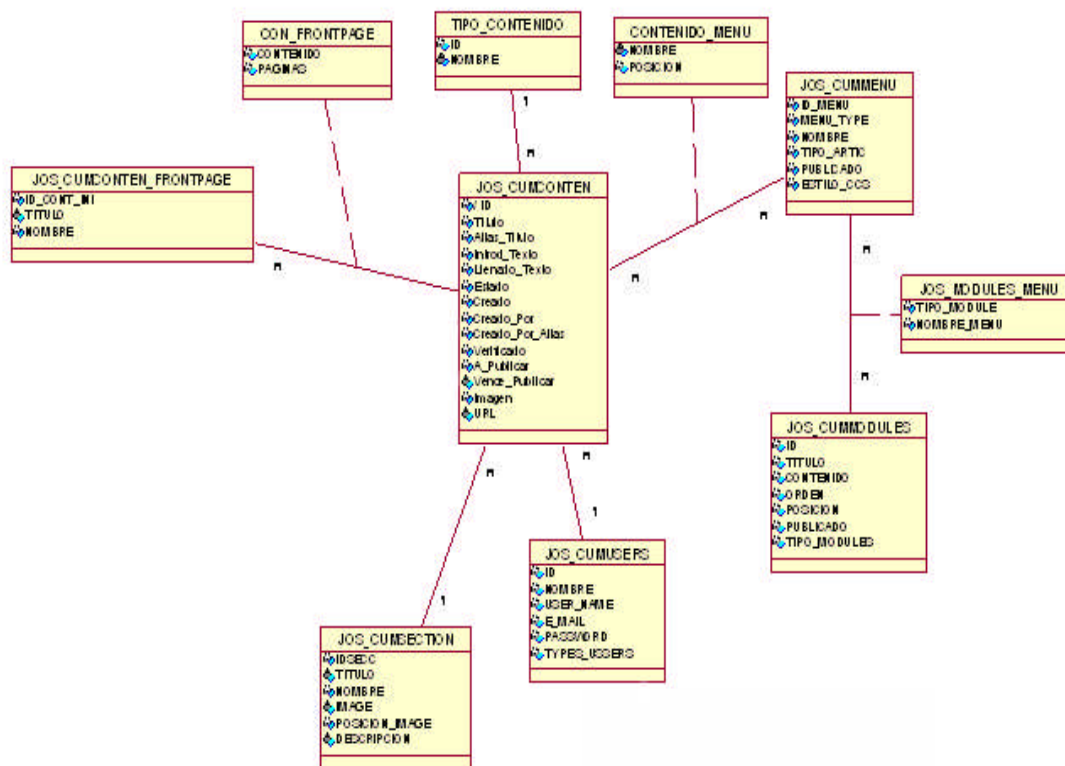 CON_FRONTPAGE
CONTENIDO
PAGINAS
TIPO_CONTENIDO
ID
NOMBRE
CONTENIDO_MENU
NOMBRE
POSICION
JOS_CUMMENU
ID_MENU
MENU_TYPE
NOMBRE
TIPO_ARTIC
PUBLCADO
ESTILO_CCS
JOS_CUMCONTEN_FRONTPAGE
ID_CONT_INI
TITULO
NOMBRE
JOS_CUMCONTEN
/ ID
Titulo
Alias_Titulo
Introd_Texto
Llenado_Texto
Estado
Creado
Creado_Por
Creado_Por_Alias
Verificado
A_Publicar
Vence_Publicar
Imagen
URL
JOS_MODULES_MENU
TIPO_MODULE
NOMBRE_MENU
JOS_CUMMODULES
ID
TITULO
CONTENIDO
ORDEN
POSICION
PUBLICADO
TIPO_MODULES
JOS_CUMUSERS
ID
NOMBRE
USER_NAME
E_MAIL
PASSWORD
TYPES_USSERS
JOS_CUMSECTION
IDSECC
TITULO
NOMBRE
IMAGE
POSICION_IMAGE
DESCRIPCION
1
1
1